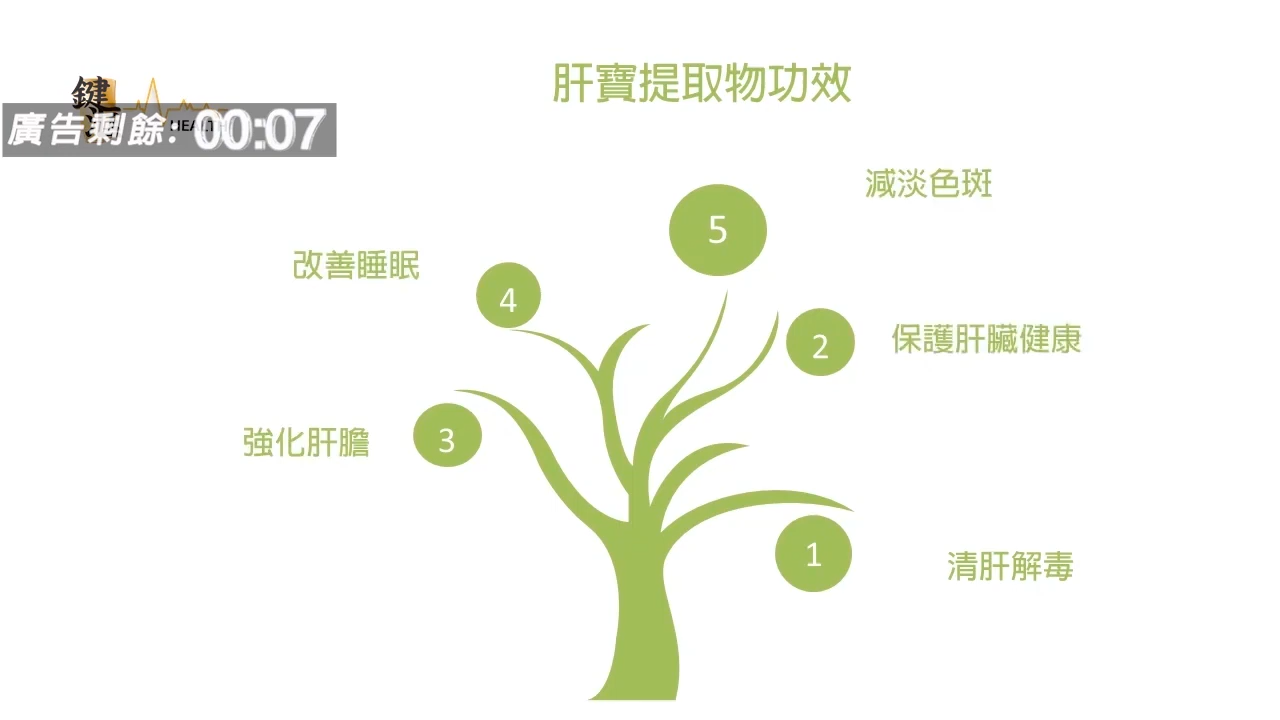 肝寶提取物功效
鍵
HEALTH
廣告剩餘: 00:07
減淡色斑
5
改善睡眠
4
2
保護肝臟健康
強化肝膽
3
1
清肝解毒